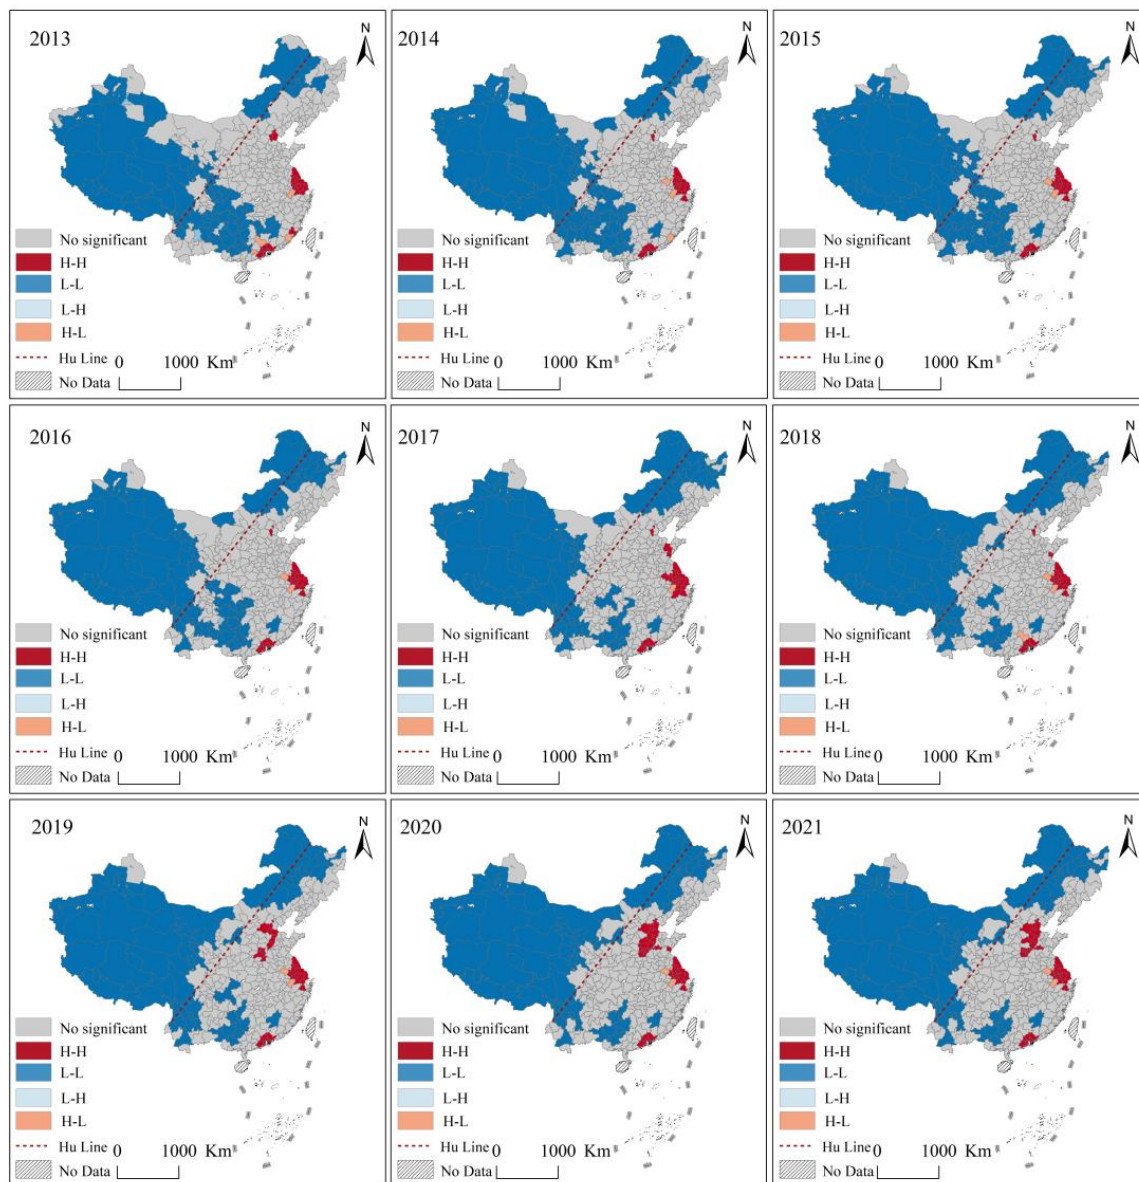 2013
N
No significant
H-H
L-L
L-H
H-L
Hu Line
0 1000 Km
No Data
2014
N
No significant
H-H
L-L
L-H
H-L
Hu Line
0 1000 Km
No Data
2015
N
No significant
H-H
L-L
L-H
H-L
Hu Line
0 1000 Km
No Data
2016
N
No significant
H-H
L-L
L-H
H-L
Hu Line
0 1000 Km
No Data
2017
N
No significant
H-H
L-L
L-H
H-L
Hu Line
0 1000 Km
No Data
2018
N
No significant
H-H
L-L
L-H
H-L
Hu Line
0 1000 Km
No Data
2019
N
No significant
H-H
L-L
L-H
H-L
Hu Line
0 1000 Km
No Data
2020
N
No significant
H-H
L-L
L-H
H-L
Hu Line
0 1000 Km
No Data
2021
N
No significant
H-H
L-L
L-H
H-L
Hu Line
0 1000 Km
No Data